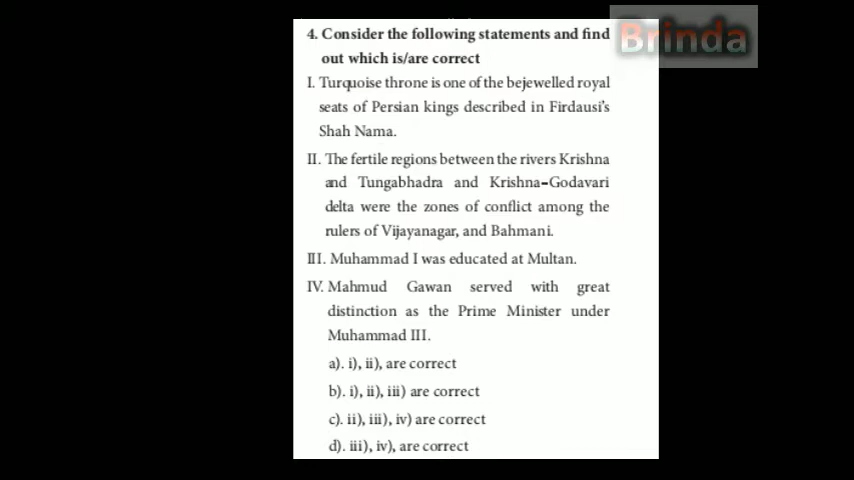 Brinda
4. Consider the following statements and find
out which is/are correct
I. Turquoise throne is one of the bejewelled royal
seats of Persian kings described in Firdausi's
Shah Nama.
II. The fertile regions between the rivers Krishna
and Tungabhadra and Krishna-Godavari
delta were the zones of conflict among the
rulers of Vijayanagar, and Bahmani.
III. Muhammad I was educated at Multan.
IV. Mahmud Gawan served with great
distinction as the Prime Minister under
Muhammad III.
a). i), ii), are correct
b). i), ii), iii) are correct
c). ii), iii), iv) are correct
d). iii), iv), are correct